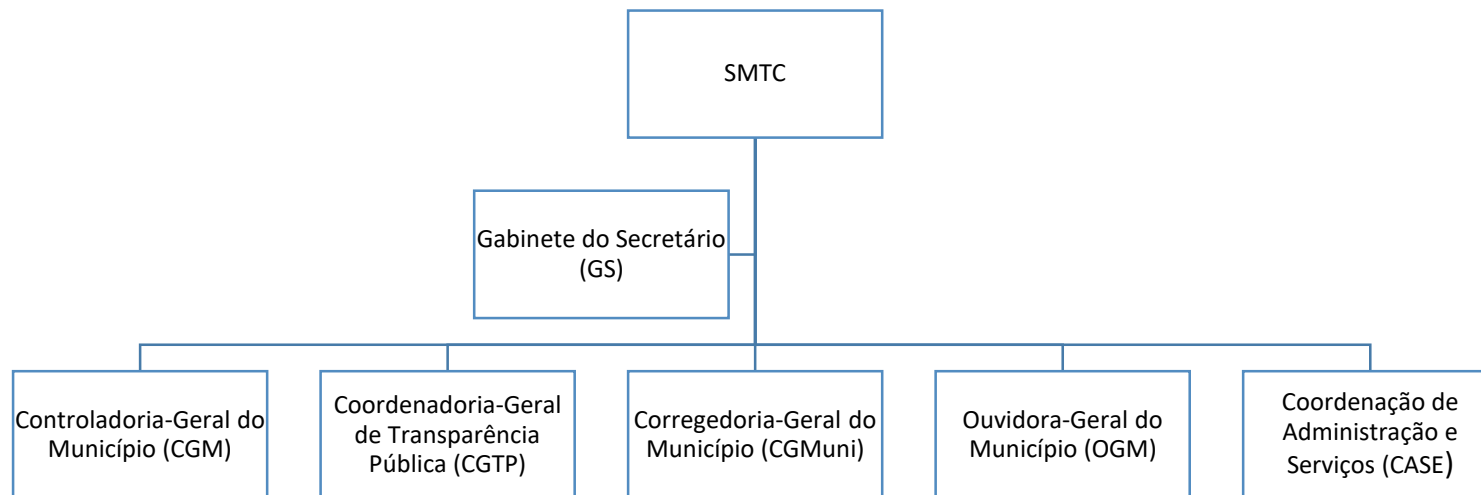 SMTC
Gabinete do Secretário
(GS)
Controladoria-Geral do
Município (CGM)
Coordenadoria-Geral
de Transparência
Pública (CGTP)
Corregedoria-Geral do
Município (CGMuni)
Ouvidora-Geral do
Município (OGM)
Coordenação de
Administração e
Serviços (CASE)